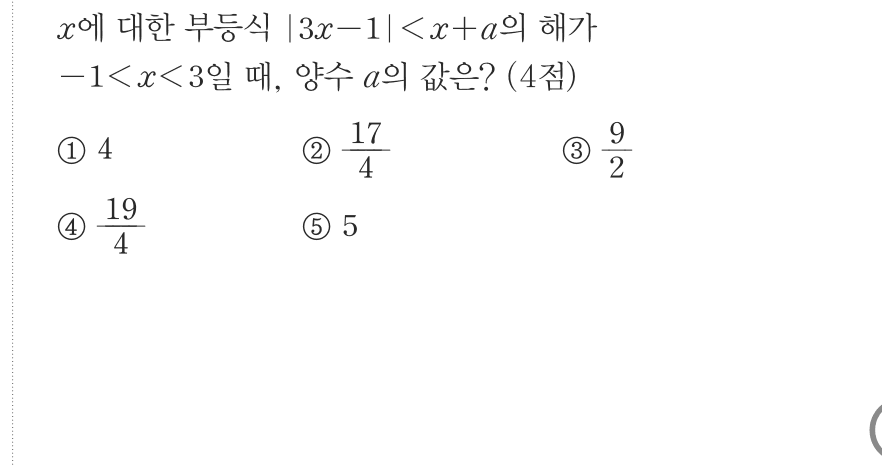 x에 대한 부등식 |3x−1|<x+a의 해가
−1<x<3일 때, 양수 a의 값은? (4점)
① 4 ② 17/4 ③ 9/2
④ 19/4 ⑤ 5